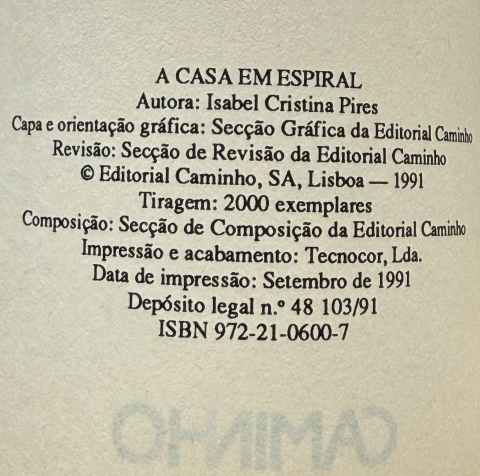 A CASA EM ESPIRAL
Autora: Isabel Cristina Pires
Capa e orientação gráfica: Secção Gráfica da Editorial Caminho
Revisão: Secção de Revisão da Editorial Caminho
© Editorial Caminho, SA, Lisboa — 1991
Tiragem: 2000 exemplares
Composição: Secção de Composição da Editorial Caminho
Impressão e acabamento: Tecnocor, Lda.
Data de impressão: Setembro de 1991
Depósito legal n.º 48 103/91
ISBN 972-21-0600-7
CAMINHO